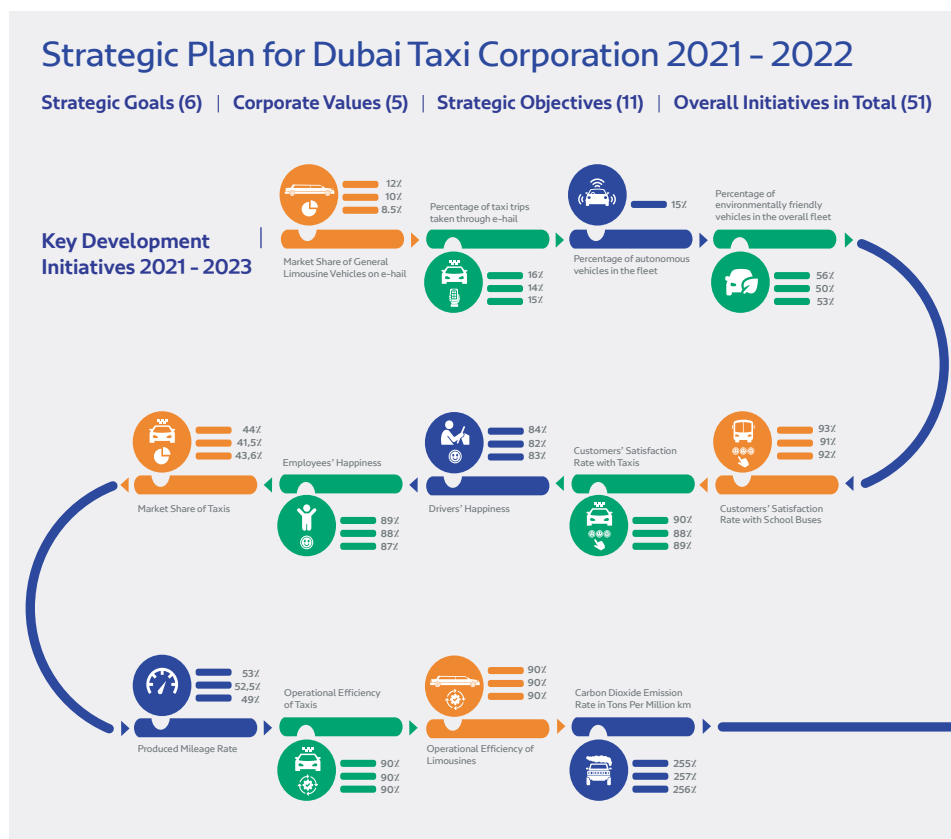 Strategic Plan for Dubai Taxi Corporation 2021 – 2022
Strategic Goals (6) | Corporate Values (5) | Strategic Objectives (11) | Overall Initiatives in Total (51)
Key Development
Initiatives 2021 - 2023
12%
10%
8.5%
Market Share of General
Limousine Vehicles on e-hail
Percentage of taxi trips
taken through e-hail
16%
14%
15%
15%
Percentage of autonomous
vehicles in the fleet
Percentage of
environmentally friendly
vehicles in the overall fleet
56%
50%
53%
93%
91%
92%
Customers' Satisfaction
Rate with School Buses
Customers' Satisfaction
Rate with Taxis
90%
88%
89%
84%
82%
83%
Drivers' Happiness
Employees' Happiness
89%
88%
87%
44%
41,5%
43,6%
Market Share of Taxis
53%
52,5%
49%
Produced Mileage Rate
Operational Efficiency
of Taxis
90%
90%
90%
90%
90%
90%
Operational Efficiency of
Limousines
Carbon Dioxide Emission
Rate in Tons Per Million km
255%
257%
256%